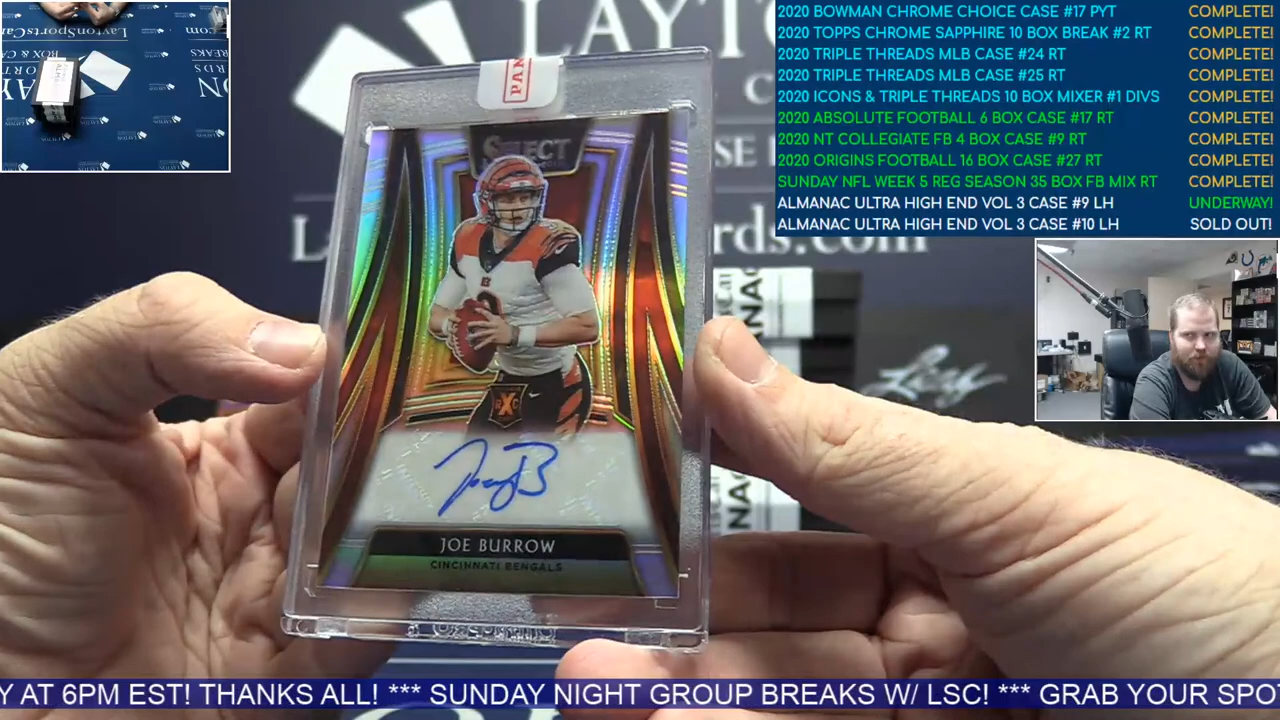 2020 BOWMAN CHROME CHOICE CASE #17 PYT COMPLETE!
2020 TOPPS CHROME SAPPHIRE 10 BOX BREAK #2 RT COMPLETE!
2020 TRIPLE THREADS MLB CASE #24 RT COMPLETE!
2020 TRIPLE THREADS MLB CASE #25 RT COMPLETE!
2020 ICONS & TRIPLE THREADS 10 BOX MIXER #1 DIVS COMPLETE!
2020 ABSOLUTE FOOTBALL 6 BOX CASE #17 RT COMPLETE!
2020 NT COLLEGIATE FB 4 BOX CASE #9 RT COMPLETE!
2020 ORIGINS FOOTBALL 16 BOX CASE #27 RT COMPLETE!
SUNDAY NFL WEEK 5 REG SEASON 35 BOX FB MIX RT COMPLETE!
ALMANAC ULTRA HIGH END VOL 3 CASE #9 LH UNDERWAY!
ALMANAC ULTRA HIGH END VOL 3 CASE #10 LH SOLD OUT!
LAYTO
PAN
SELECT
Leaf
JOE BURROW
CINCINNATI BENGALS
Y AT 6PM EST! THANKS ALL! *** SUNDAY NIGHT GROUP BREAKS W/ LSC! *** GRAB YOUR SPO